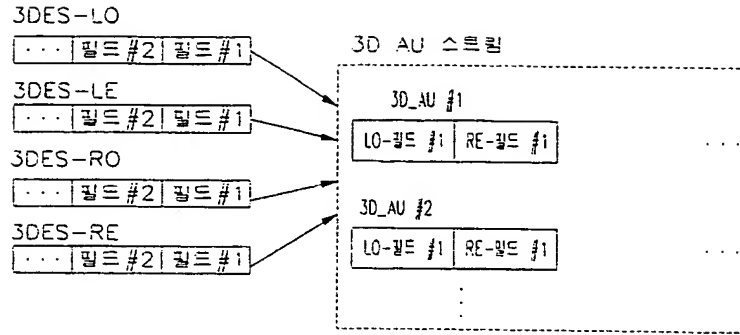 3DES-LO
··· 필드 #2 필드 #1
3DES-LE
··· 필드 #2 필드 #1
3DES-RO
··· 필드 #2 필드 #1
3DES-RE
··· 필드 #2 필드 #1
3D AU 스트림
3D_AU #1
LO-필드 #1 RE-필드 #1 ···
3D_AU #2
LO-필드 #1 RE-필드 #1 ···